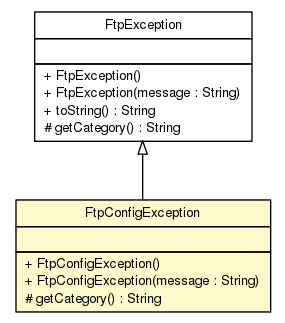 FtpException
+ FtpException()
+ FtpException(message : String)
+ toString() : String
# getCategory() : String
FtpConfigException
+ FtpConfigException()
+ FtpConfigException(message : String)
# getCategory() : String